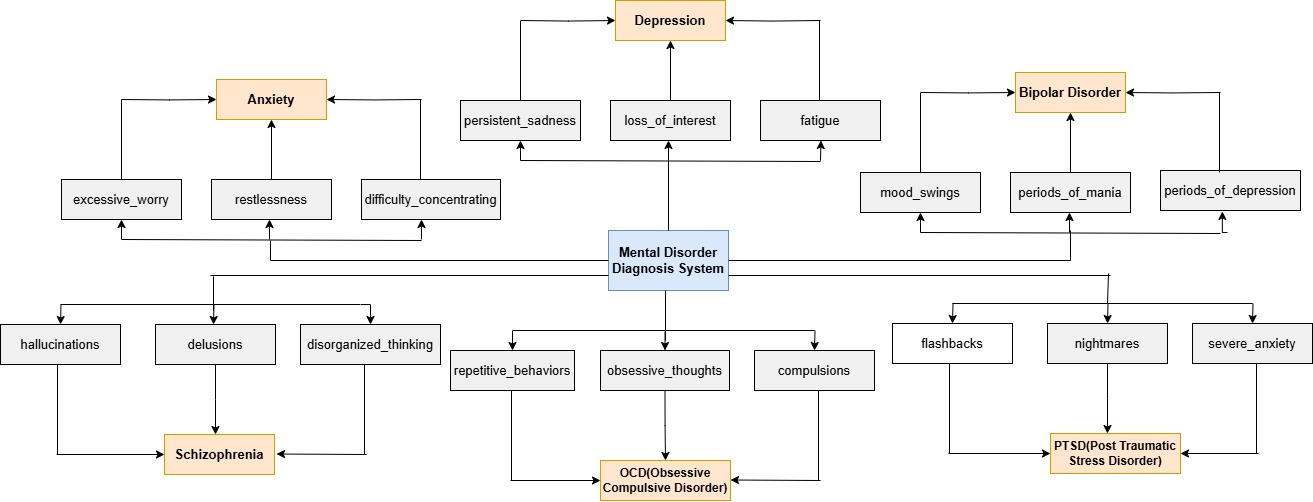 Depression
persistent_sadness
loss_of_interest
fatigue
Anxiety
excessive_worry
restlessness
difficulty_concentrating
Bipolar Disorder
mood_swings
periods_of_mania
periods_of_depression
Mental Disorder
Diagnosis System
hallucinations
delusions
disorganized_thinking
Schizophrenia
repetitive_behaviors
obsessive_thoughts
compulsions
OCD(Obsessive
Compulsive Disorder)
flashbacks
nightmares
severe_anxiety
PTSD(Post Traumatic
Stress Disorder)